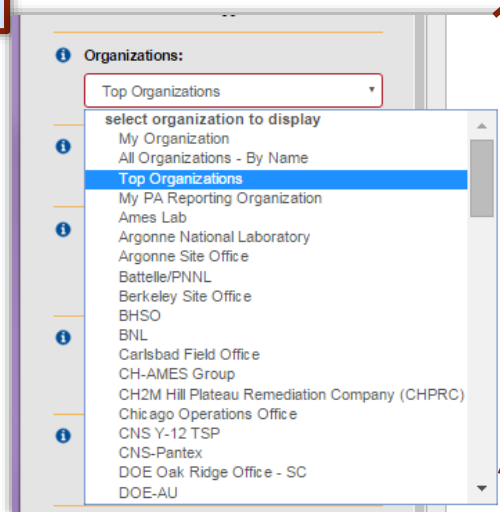 Organizations:
Top Organizations
select organization to display
My Organization
All Organizations - By Name
Top Organizations
My PA Reporting Organization
Ames Lab
Argonne National Laboratory
Argonne Site Office
Battelle/PNNL
Berkeley Site Office
BHSO
BNL
Carlsbad Field Office
CH-AMES Group
CH2M Hill Plateau Remediation Company (CHPRC)
Chicago Operations Office
CNS Y-12 TSP
CNS-Pantex
DOE Oak Ridge Office - SC
DOE-AU